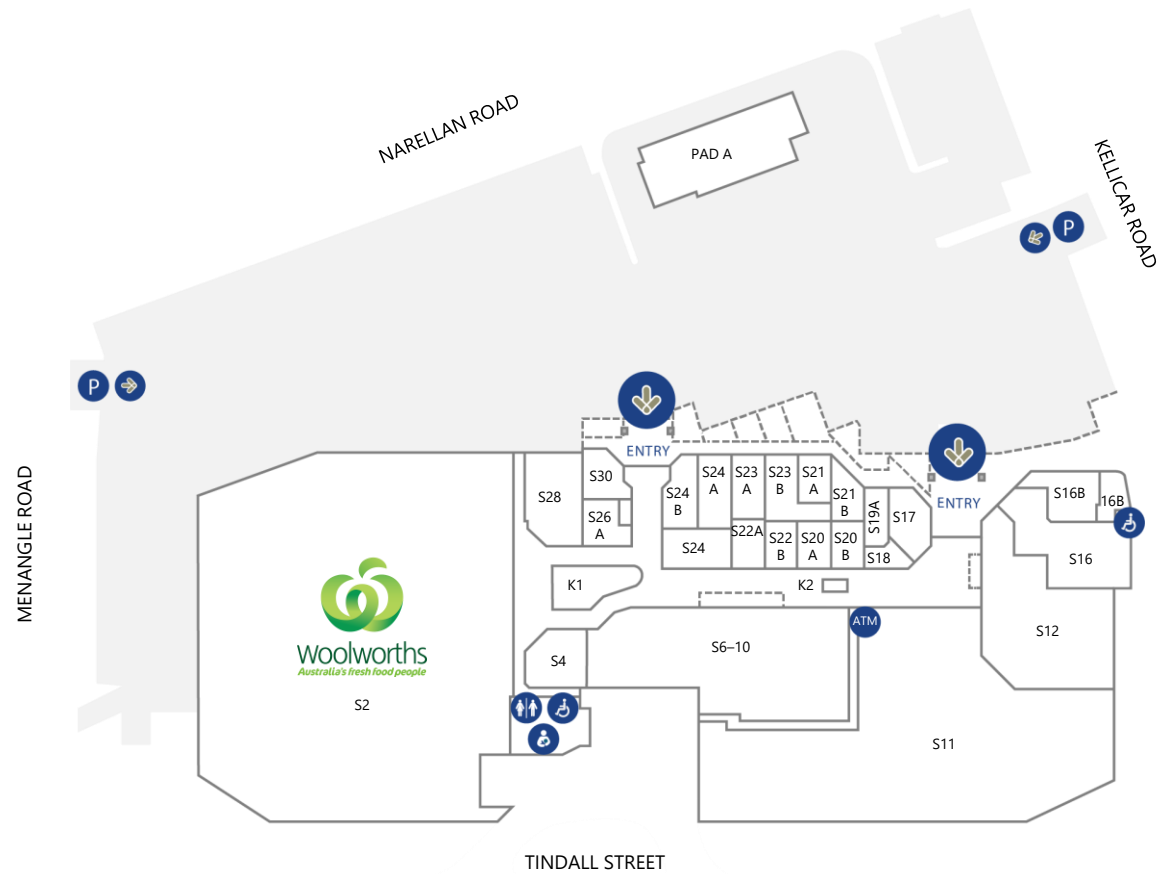 NARELLAN ROAD
PAD A
KELLICAR ROAD
P
P
ENTRY
ENTRY
MENANGLE ROAD
S28
S30
S26
A
S24
B
S24
A
S23
A
S23
B
S21
A
S21
B
S19A
S17
S24
S22A
S22
B
S20
A
S20
B
S18
S16B
16B
S16
K1
K2
ATM
S12
S4
S6–10
Woolworths
Australia's fresh food people
S2
S11
TINDALL STREET